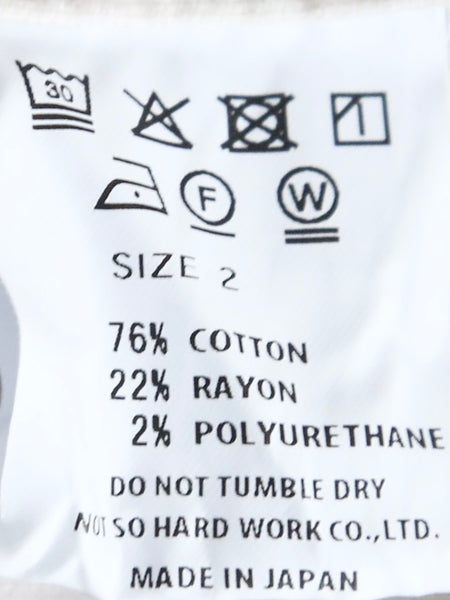 30
F W
SIZE 2
76% COTTON
22% RAYON
2% POLYURETHANE
DO NOT TUMBLE DRY
NOT SO HARD WORK CO.,LTD.
MADE IN JAPAN